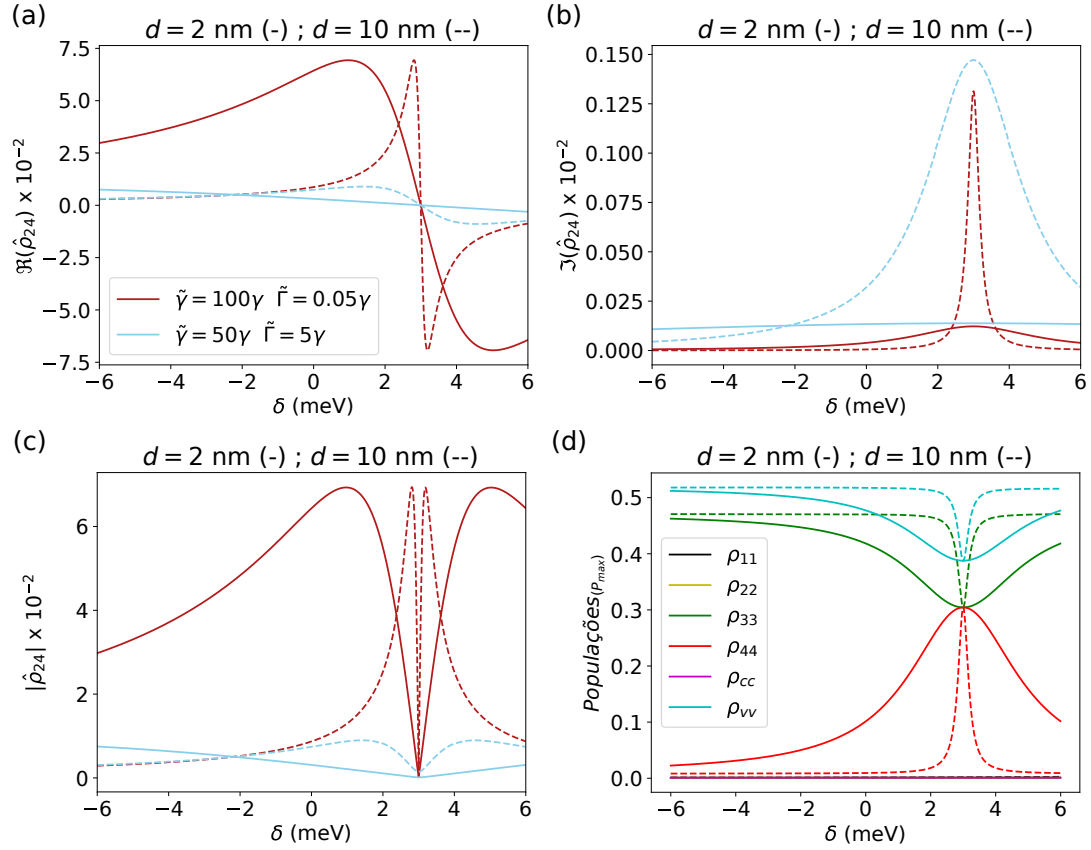 (a)
d = 2 nm (-) ; d = 10 nm (--)
ℜ(ρ̂₂₄) x 10⁻²
7.5
5.0
2.5
0.0
−2.5
−5.0
−7.5
γ̃ = 100γ Γ̃ = 0.05γ
γ̃ = 50γ Γ̃ = 5γ
−6 −4 −2 0 2 4 6
δ (meV)
(b)
d = 2 nm (-) ; d = 10 nm (--)
ℑ(ρ̂₂₄) x 10⁻²
0.150
0.125
0.100
0.075
0.050
0.025
0.000
−6 −4 −2 0 2 4 6
δ (meV)
(c)
d = 2 nm (-) ; d = 10 nm (--)
|ρ̂₂₄| x 10⁻²
6
4
2
0
−6 −4 −2 0 2 4 6
δ (meV)
(d)
d = 2 nm (-) ; d = 10 nm (--)
Populações(Pmax)
0.5
0.4
0.3
0.2
0.1
0.0
ρ₁₁
ρ₂₂
ρ₃₃
ρ₄₄
ρcc
ρvv
−6 −4 −2 0 2 4 6
δ (meV)